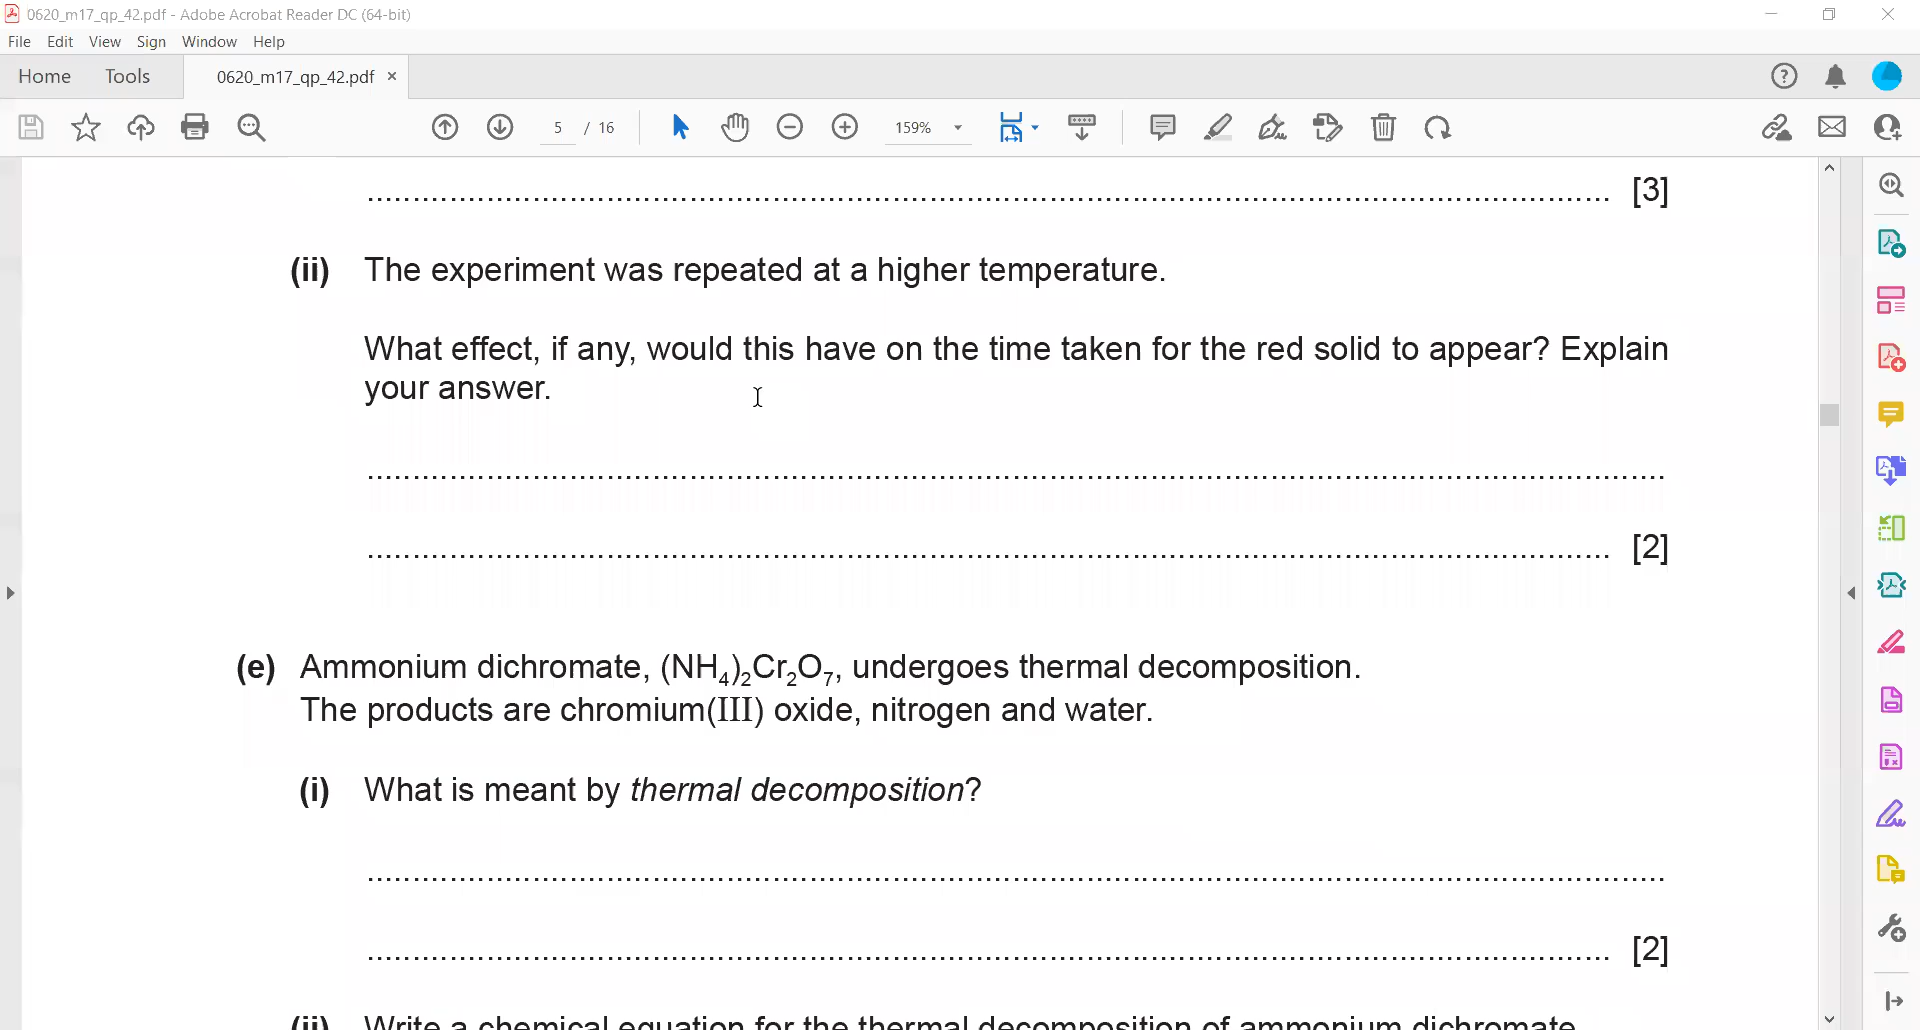 0620_m17_qp_42.pdf - Adobe Acrobat Reader DC (64-bit)
File Edit View Sign Window Help
Home Tools 0620_m17_qp_42.pdf ×
5 / 16 159%
.......... [3]
(ii) The experiment was repeated at a higher temperature.
What effect, if any, would this have on the time taken for the red solid to appear? Explain
your answer.
..........
.......... [2]
(e) Ammonium dichromate, (NH₄)₂Cr₂O₇, undergoes thermal decomposition.
The products are chromium(III) oxide, nitrogen and water.
(i) What is meant by thermal decomposition?
..........
.......... [2]
(ii) Write a chemical equation for the thermal decomposition of ammonium dichromate.